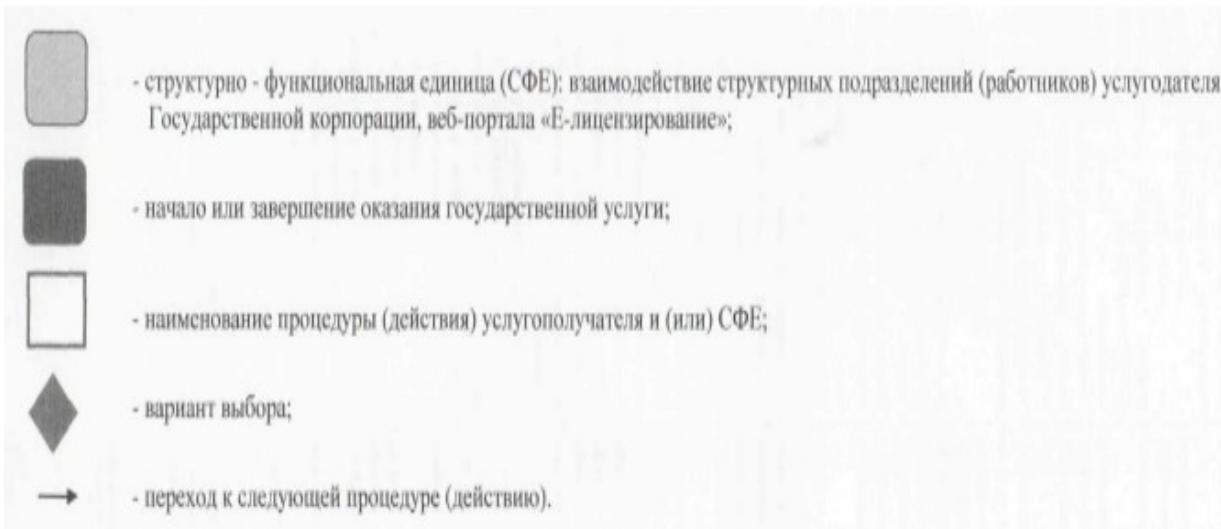 - структурно - функциональная единица (СФЕ): взаимодействие структурных подразделений (работников) услугодателя
Государственной корпорации, веб-портала «Е-лицензирование»;
- начало или завершение оказания государственной услуги;
- наименование процедуры (действия) услугополучателя и (или) СФЕ;
- вариант выбора;
- переход к следующей процедуре (действию).